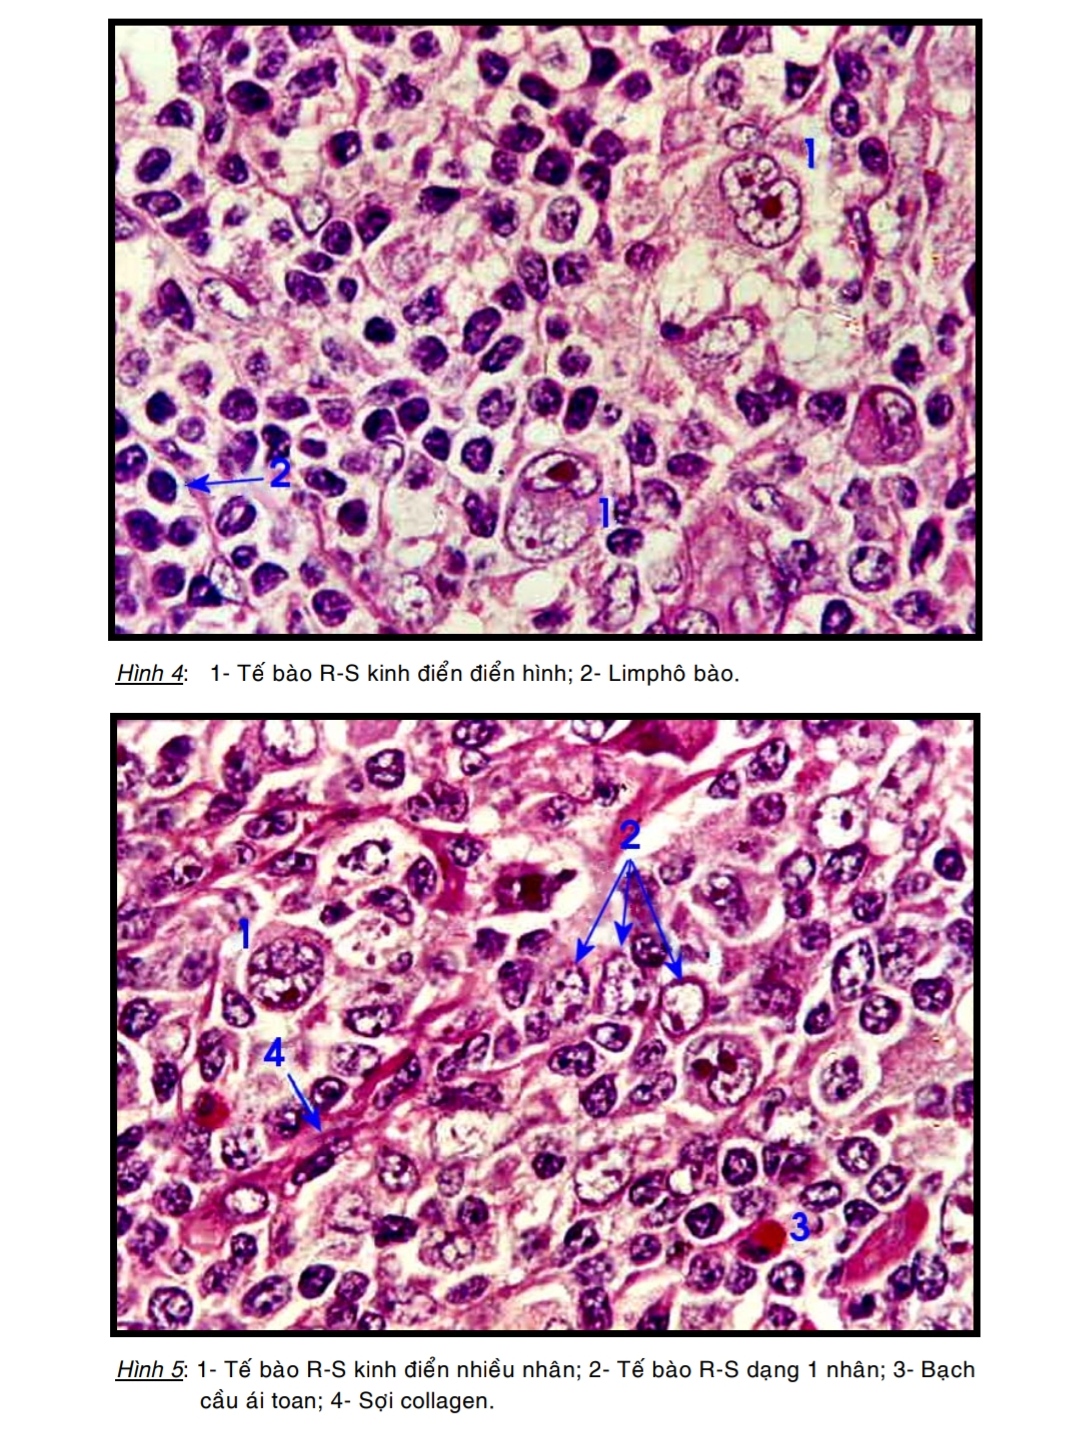 1
2
1
Hình 4: 1- Tế bào R-S kinh điển điển hình; 2- Limphô bào.
2
1
4
3
Hình 5: 1- Tế bào R-S kinh điển nhiều nhân; 2- Tế bào R-S dạng 1 nhân; 3- Bạch
cầu ái toan; 4- Sợi collagen.